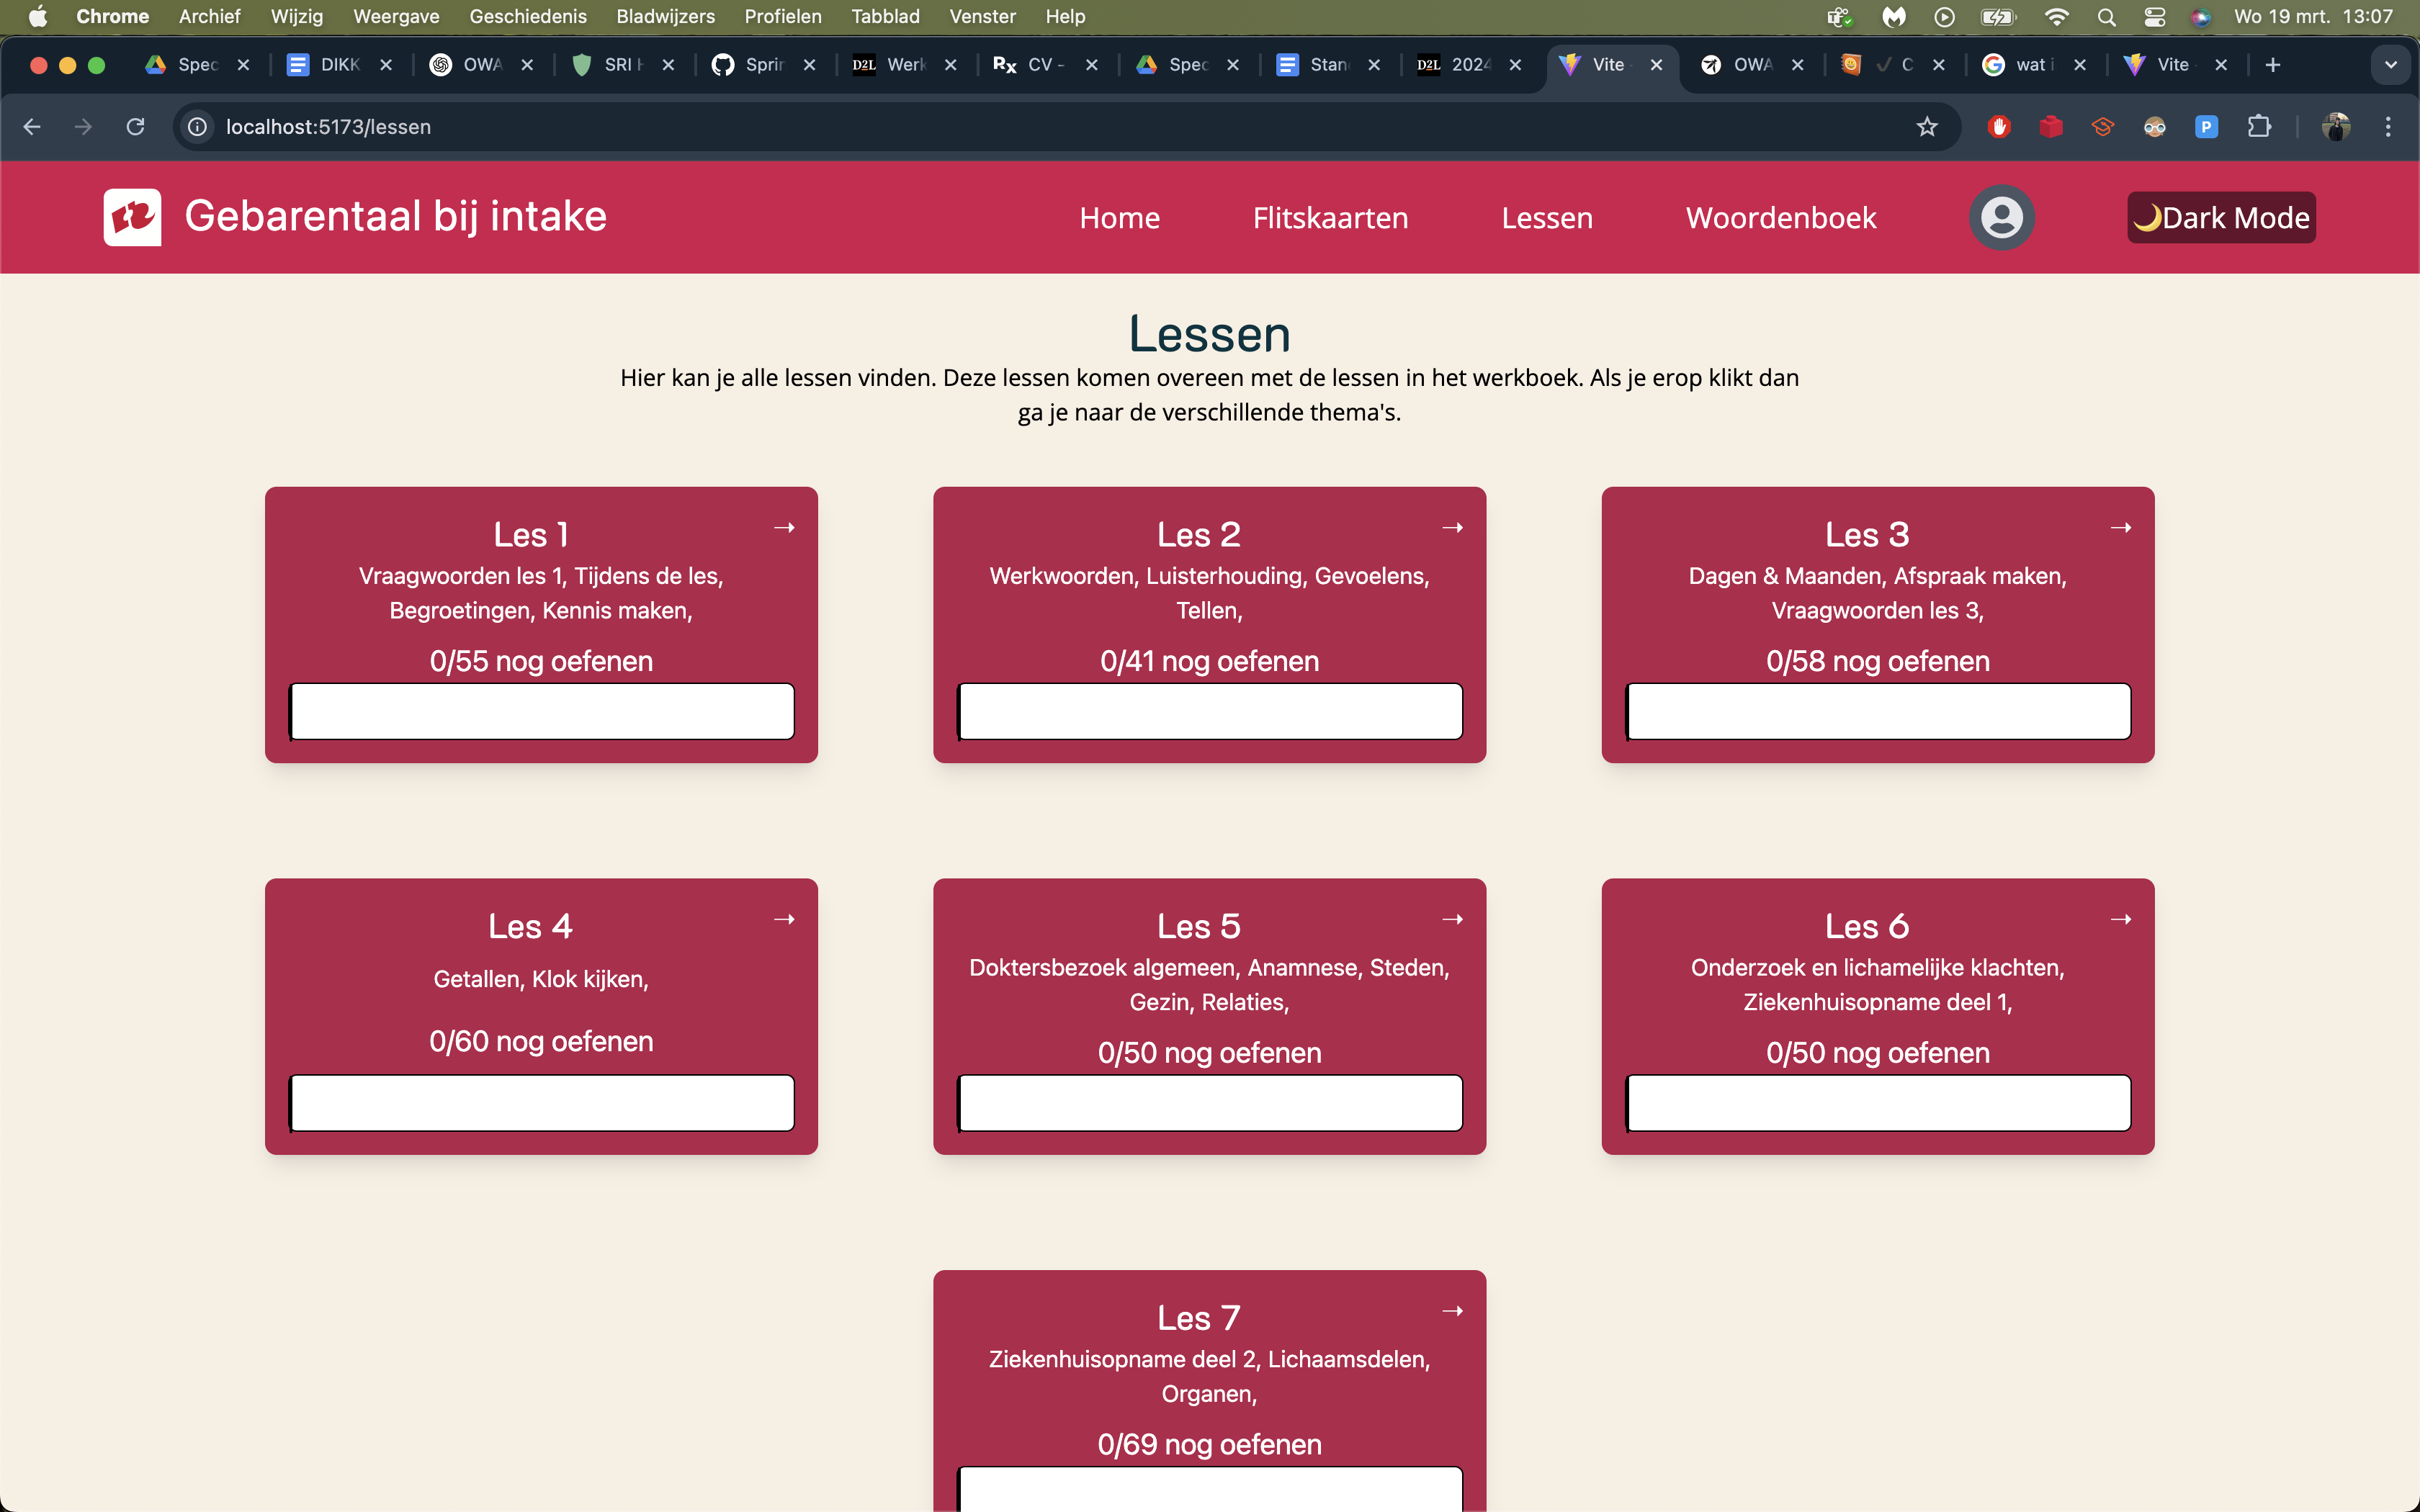 Chrome Archief Wijzig Weergave Geschiedenis Bladwijzers Profielen Tabblad Venster Help Wo 19 mrt. 13:07
Spec DIKK OWA SRI Sprin D2L Werk Rx CV - Spec Stan D2L 2024 Vite OWA C wat i Vite
localhost:5173/lessen P
Gebarentaal bij intake Home Flitskaarten Lessen Woordenboek 🌙Dark Mode
Lessen
Hier kan je alle lessen vinden. Deze lessen komen overeen met de lessen in het werkboek. Als je erop klikt dan
ga je naar de verschillende thema's.
Les 1 →
Vraagwoorden les 1, Tijdens de les,
Begroetingen, Kennis maken,
0/55 nog oefenen
Les 2 →
Werkwoorden, Luisterhouding, Gevoelens,
Tellen,
0/41 nog oefenen
Les 3 →
Dagen & Maanden, Afspraak maken,
Vraagwoorden les 3,
0/58 nog oefenen
Les 4 →
Getallen, Klok kijken,
0/60 nog oefenen
Les 5 →
Doktersbezoek algemeen, Anamnese, Steden,
Gezin, Relaties,
0/50 nog oefenen
Les 6 →
Onderzoek en lichamelijke klachten,
Ziekenhuisopname deel 1,
0/50 nog oefenen
Les 7 →
Ziekenhuisopname deel 2, Lichaamsdelen,
Organen,
0/69 nog oefenen